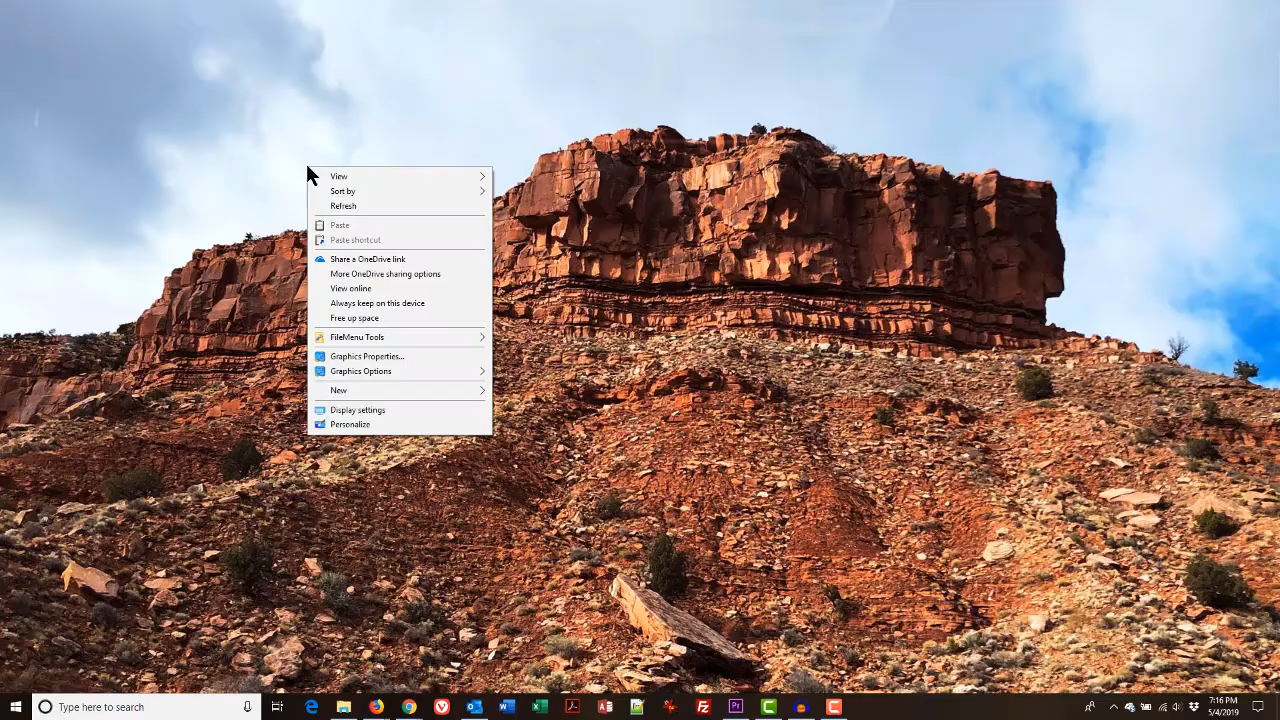 View
Sort by
Refresh
Paste
Paste shortcut
Share a OneDrive link
More OneDrive sharing options
View online
Always keep on this device
Free up space
FileMenu Tools
Graphics Properties...
Graphics Options
New
Display settings
Personalize
Type here to search
7:16 PM
5/4/2019